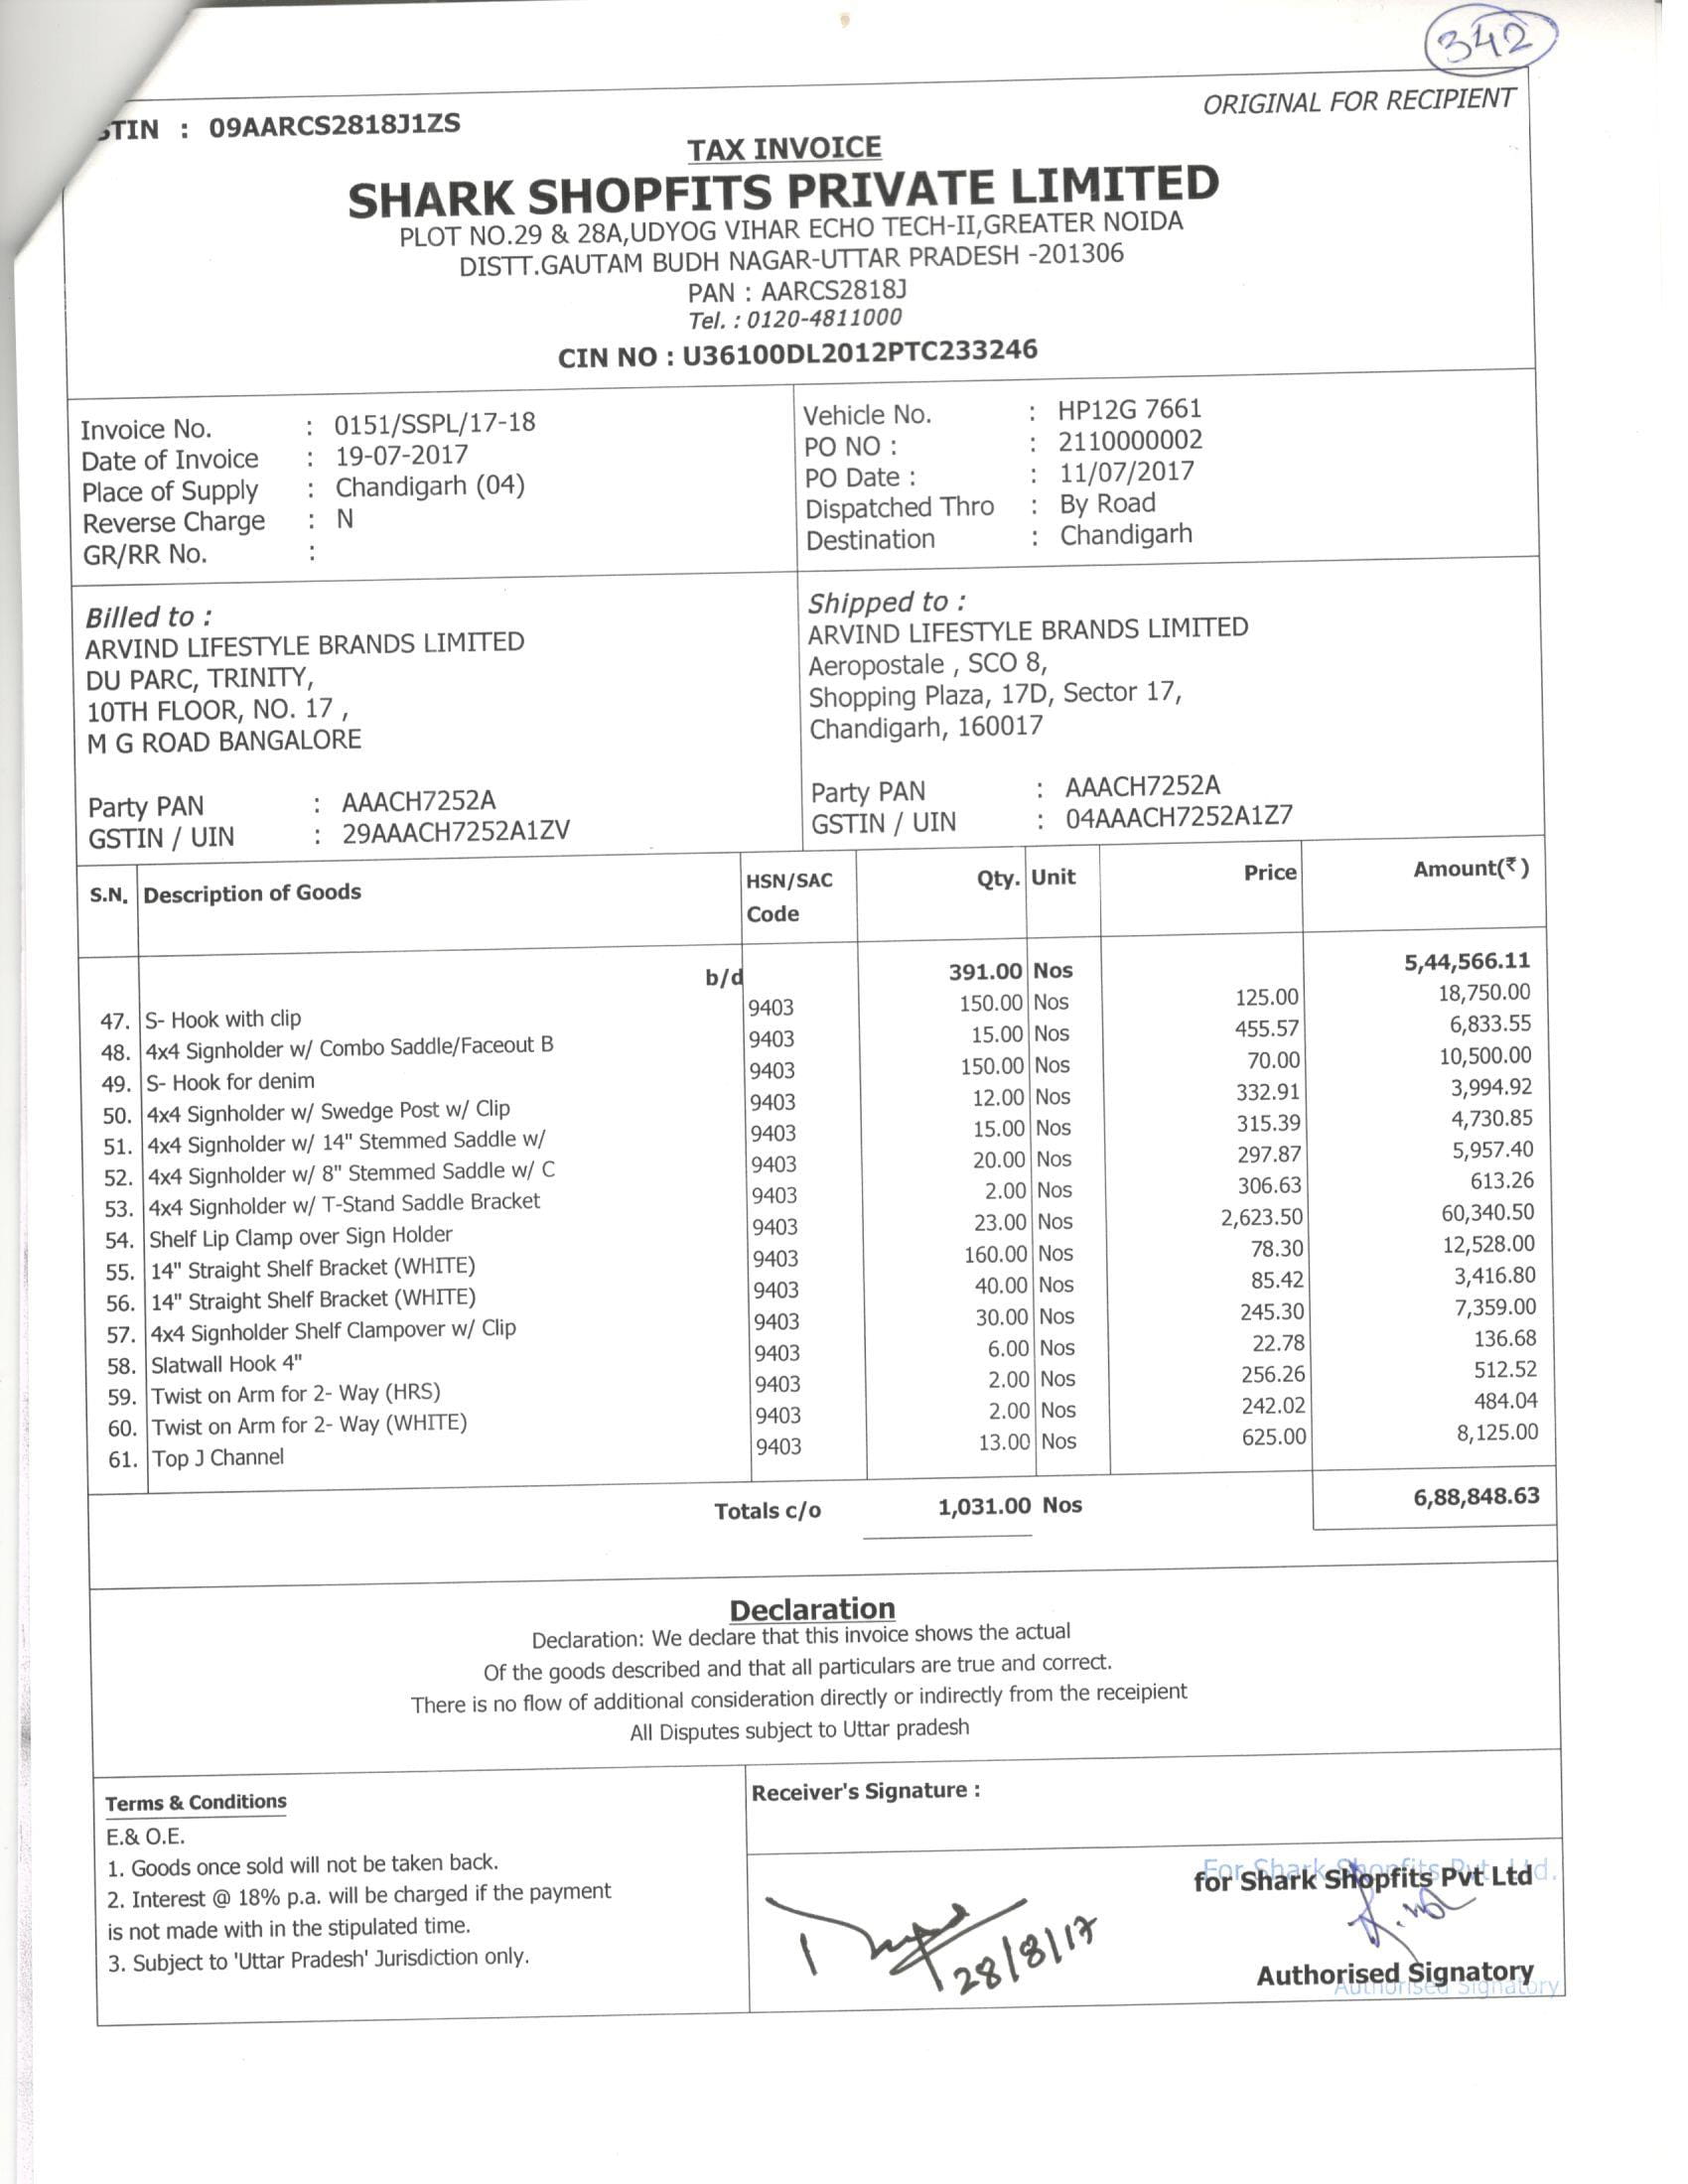 342
ORIGINAL FOR RECIPIENT
STIN : 09AARCS2818J1ZS
TAX INVOICE
SHARK SHOPFITS PRIVATE LIMITED
PLOT NO.29 & 28A,UDYOG VIHAR ECHO TECH-II,GREATER NOIDA
DISTT.GAUTAM BUDH NAGAR-UTTAR PRADESH -201306
PAN : AARCS2818J
Tel. : 0120-4811000
CIN NO : U36100DL2012PTC233246
Invoice No. : 0151/SSPL/17-18
Date of Invoice : 19-07-2017
Place of Supply : Chandigarh (04)
Reverse Charge : N
GR/RR No. :
Vehicle No. : HP12G 7661
PO NO : : 2110000002
PO Date : : 11/07/2017
Dispatched Thro : By Road
Destination : Chandigarh
Billed to :
ARVIND LIFESTYLE BRANDS LIMITED
DU PARC, TRINITY,
10TH FLOOR, NO. 17 ,
M G ROAD BANGALORE
Party PAN : AAACH7252A
GSTIN / UIN : 29AAACH7252A1ZV
Shipped to :
ARVIND LIFESTYLE BRANDS LIMITED
Aeropostale , SCO 8,
Shopping Plaza, 17D, Sector 17,
Chandigarh, 160017
Party PAN : AAACH7252A
GSTIN / UIN : 04AAACH7252A1Z7
S.N. Description of Goods HSN/SAC Code Qty. Unit Price Amount(₹)
b/d 391.00 Nos 5,44,566.11
47. S- Hook with clip 9403 150.00 Nos 125.00 18,750.00
48. 4x4 Signholder w/ Combo Saddle/Faceout B 9403 15.00 Nos 455.57 6,833.55
49. S- Hook for denim 9403 150.00 Nos 70.00 10,500.00
50. 4x4 Signholder w/ Swedge Post w/ Clip 9403 12.00 Nos 332.91 3,994.92
51. 4x4 Signholder w/ 14" Stemmed Saddle w/ 9403 15.00 Nos 315.39 4,730.85
52. 4x4 Signholder w/ 8" Stemmed Saddle w/ C 9403 20.00 Nos 297.87 5,957.40
53. 4x4 Signholder w/ T-Stand Saddle Bracket 9403 2.00 Nos 306.63 613.26
54. Shelf Lip Clamp over Sign Holder 9403 23.00 Nos 2,623.50 60,340.50
55. 14" Straight Shelf Bracket (WHITE) 9403 160.00 Nos 78.30 12,528.00
56. 14" Straight Shelf Bracket (WHITE) 9403 40.00 Nos 85.42 3,416.80
57. 4x4 Signholder Shelf Clampover w/ Clip 9403 30.00 Nos 245.30 7,359.00
58. Slatwall Hook 4" 9403 6.00 Nos 22.78 136.68
59. Twist on Arm for 2- Way (HRS) 9403 2.00 Nos 256.26 512.52
60. Twist on Arm for 2- Way (WHITE) 9403 2.00 Nos 242.02 484.04
61. Top J Channel 9403 13.00 Nos 625.00 8,125.00
Totals c/o 1,031.00 Nos 6,88,848.63
Declaration
Declaration: We declare that this invoice shows the actual
Of the goods described and that all particulars are true and correct.
There is no flow of additional consideration directly or indirectly from the receipient
All Disputes subject to Uttar pradesh
Terms & Conditions
E.& O.E.
1. Goods once sold will not be taken back.
2. Interest @ 18% p.a. will be charged if the payment
is not made with in the stipulated time.
3. Subject to 'Uttar Pradesh' Jurisdiction only.
Receiver's Signature :
For Shark Shopfits Pvt. Ltd.
for Shark Shopfits Pvt Ltd
28/8/17
Authorised Signatory
Authorised Signatory